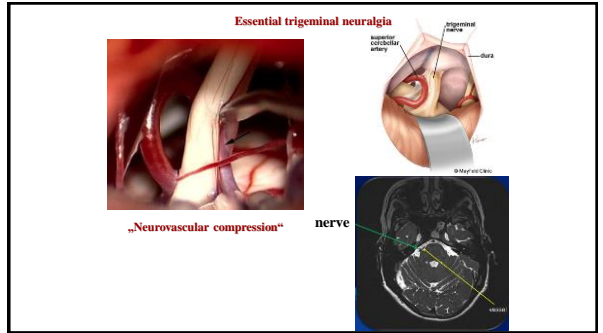 Essential trigeminal neuralgia
trigeminal
nerve
superior
cerebellar
artery
dura
© Mayfield Clinic
„Neurovascular compression“
nerve